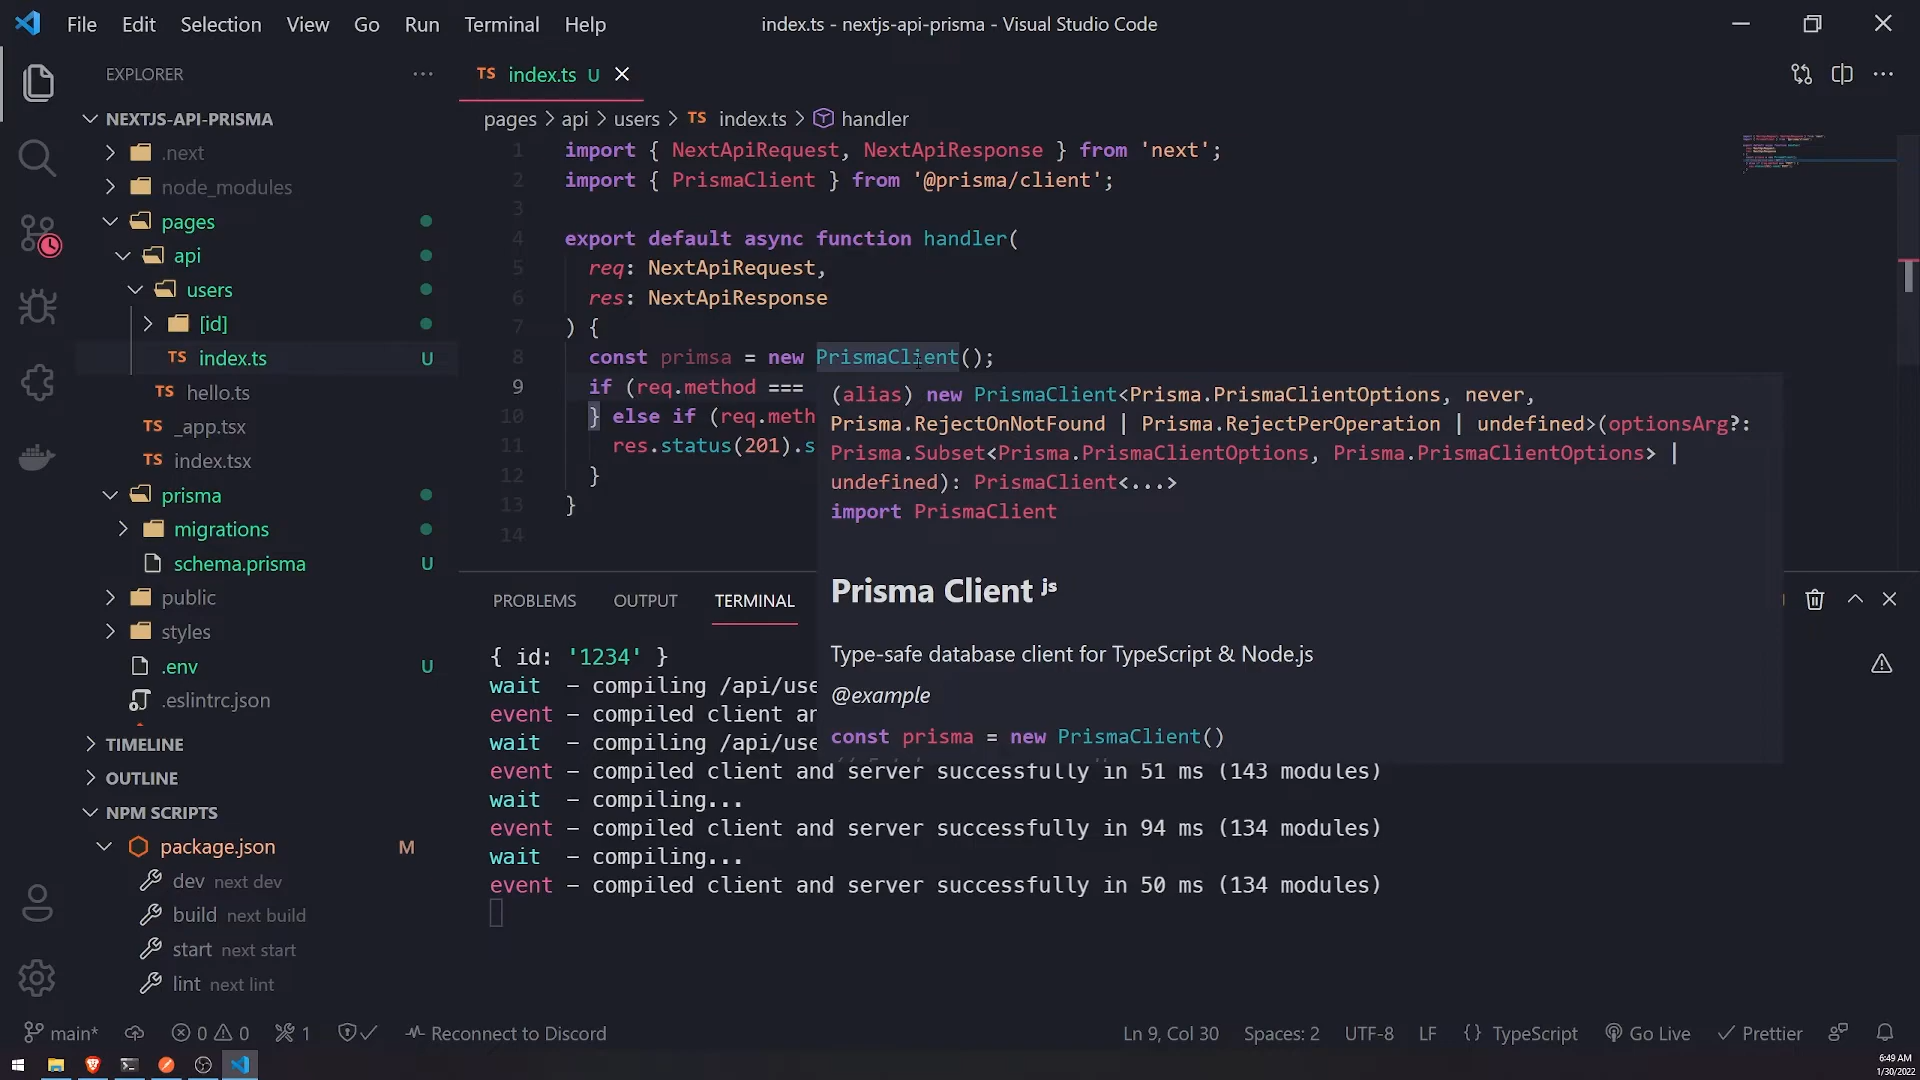 File Edit Selection View Go Run Terminal Help
index.ts - nextjs-api-prisma - Visual Studio Code
EXPLORER
NEXTJS-API-PRISMA
.next
node_modules
pages
api
users
[id]
TS index.ts U
TS hello.ts
TS _app.tsx
TS index.tsx
prisma
migrations
schema.prisma U
public
styles
.env U
.eslintrc.json
TIMELINE
OUTLINE
NPM SCRIPTS
package.json M
dev next dev
build next build
start next start
lint next lint
TS index.ts U
pages > api > users > TS index.ts > handler
1 import { NextApiRequest, NextApiResponse } from 'next';
2 import { PrismaClient } from '@prisma/client';
3
4 export default async function handler(
5 req: NextApiRequest,
6 res: NextApiResponse
7 ) {
8 const primsa = new PrismaClient();
9 if (req.method ===
10 } else if (req.meth
11 res.status(201).s
12 }
13 }
14
(alias) new PrismaClient<Prisma.PrismaClientOptions, never,
Prisma.RejectOnNotFound | Prisma.RejectPerOperation | undefined>(optionsArg?:
Prisma.Subset<Prisma.PrismaClientOptions, Prisma.PrismaClientOptions> |
undefined): PrismaClient<...>
import PrismaClient
Prisma Client ʲˢ
Type-safe database client for TypeScript & Node.js
@example
const prisma = new PrismaClient()
PROBLEMS OUTPUT TERMINAL
{ id: '1234' }
wait - compiling /api/use
event - compiled client an
wait - compiling /api/use
event - compiled client and server successfully in 51 ms (143 modules)
wait - compiling...
event - compiled client and server successfully in 94 ms (134 modules)
wait - compiling...
event - compiled client and server successfully in 50 ms (134 modules)
main* 0 0 1 Reconnect to Discord
Ln 9, Col 30 Spaces: 2 UTF-8 LF {} TypeScript Go Live Prettier
6:49 AM
1/30/2022